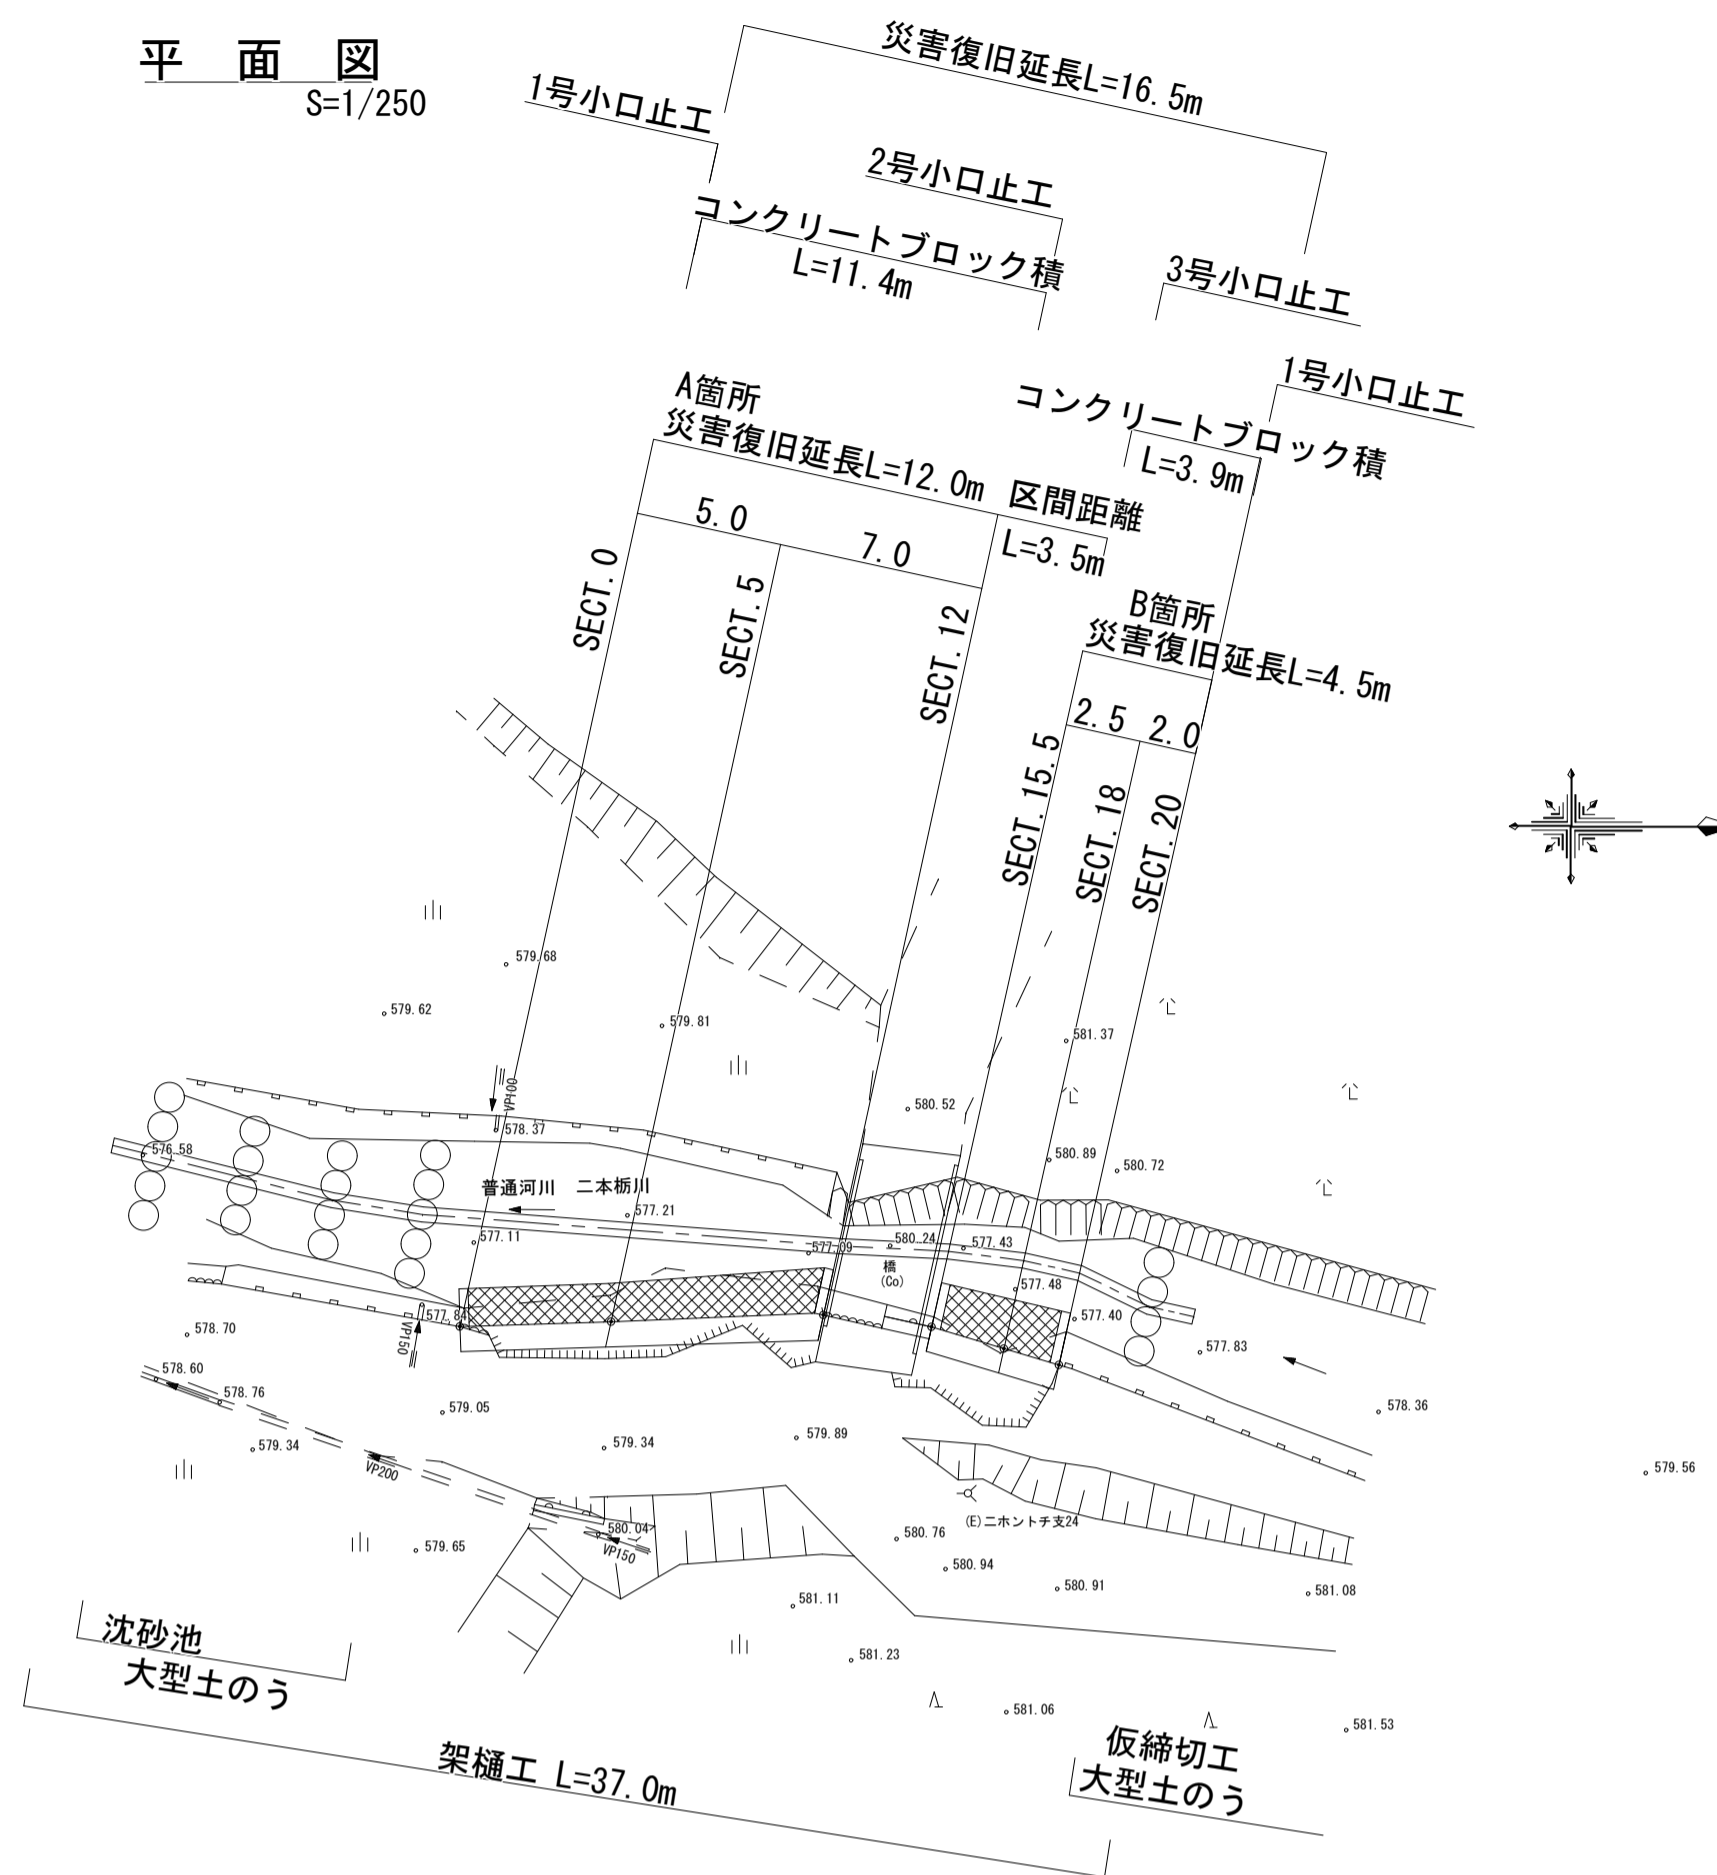 平 面 図
S=1/250
災害復旧延長L=16.5m
1号小口止工
2号小口止工
コンクリートブロック積
L=11.4m
3号小口止工
1号小口止工
コンクリートブロック積
L=3.9m
A箇所
災害復旧延長L=12.0m
区間距離
L=3.5m
5.0
7.0
SECT. 0
SECT. 5
SECT. 12
B箇所
災害復旧延長L=4.5m
2.5
2.0
SECT. 15.5
SECT. 18
SECT. 20
579.68
579.62
579.81
581.37
VP100
578.37
580.52
580.89
580.72
576.58
普通河川 二本栃川
577.21
577.11
577.09
580.24
577.43
橋
(Co)
577.48
577.84
VP150
577.40
577.83
578.70
578.60
578.76
579.05
579.34
579.34
579.89
578.36
579.56
VP200
(E)ニホントチ支24
580.04
VP150
579.65
580.76
580.94
580.91
581.08
581.11
581.23
581.06
581.53
沈砂池
大型土のう
架樋工 L=37.0m
仮締切工
大型土のう